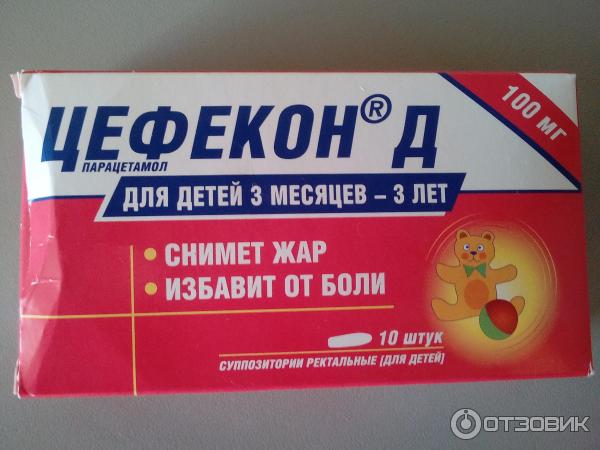 ЦЕФЕКОН® Д
ПАРАЦЕТАМОЛ
100 МГ
ДЛЯ ДЕТЕЙ 3 МЕСЯЦЕВ – 3 ЛЕТ
• СНИМЕТ ЖАР
• ИЗБАВИТ ОТ БОЛИ
10 штук
СУППОЗИТОРИИ РЕКТАЛЬНЫЕ (ДЛЯ ДЕТЕЙ)
ОТЗОВИК